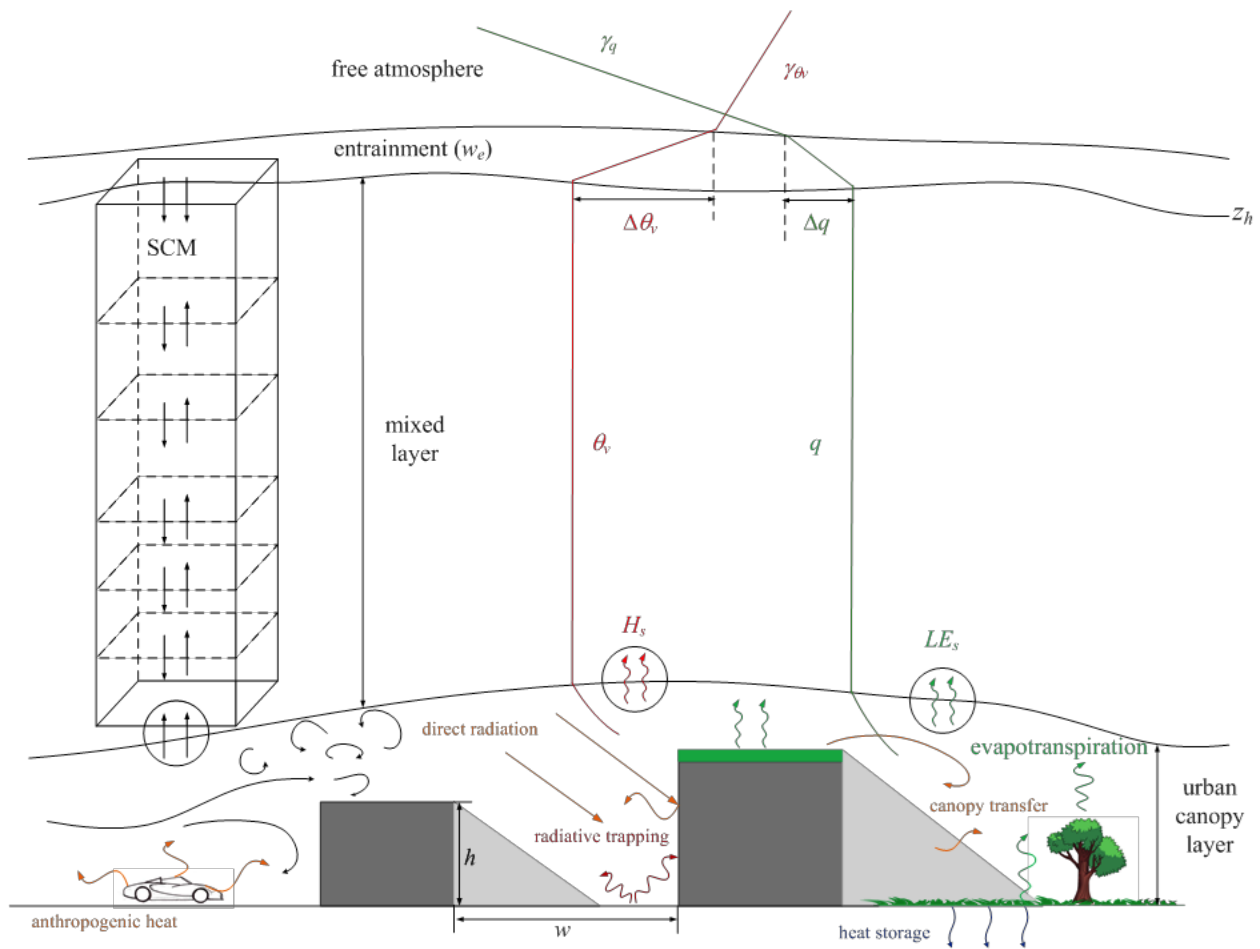 γq
γθv
free atmosphere
entrainment (we)
zh
Δθv
Δq
SCM
mixed
layer
θv
q
Hs
LEs
direct radiation
evapotranspiration
urban
canopy
layer
canopy transfer
radiative trapping
h
anthropogenic heat
w
heat storage